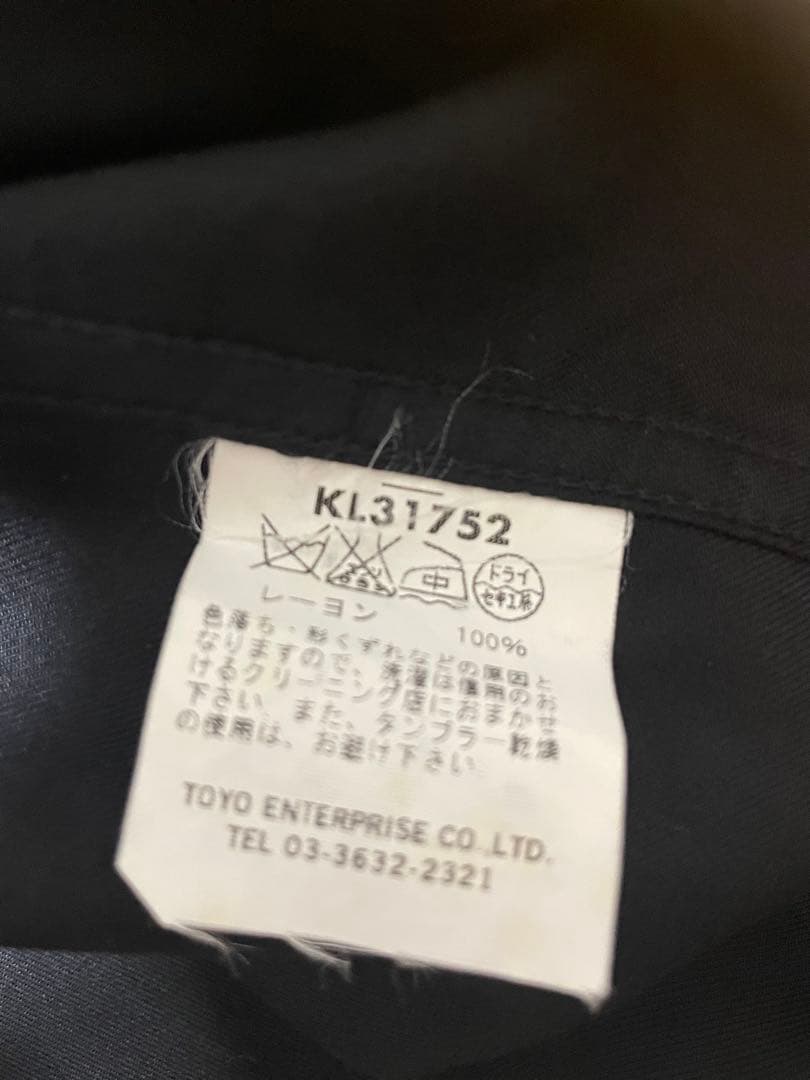 KL31752
中 ドライ
セキユ系
レーヨン 100%
色落ち・形くずれなどの原因と
なりますので、洗濯は信用のお
けるクリーニング店におまかせ
下さい。また、タンブラー乾燥
の使用は、お避け下さい。
TOYO ENTERPRISE CO.,LTD.
TEL 03-3632-2321